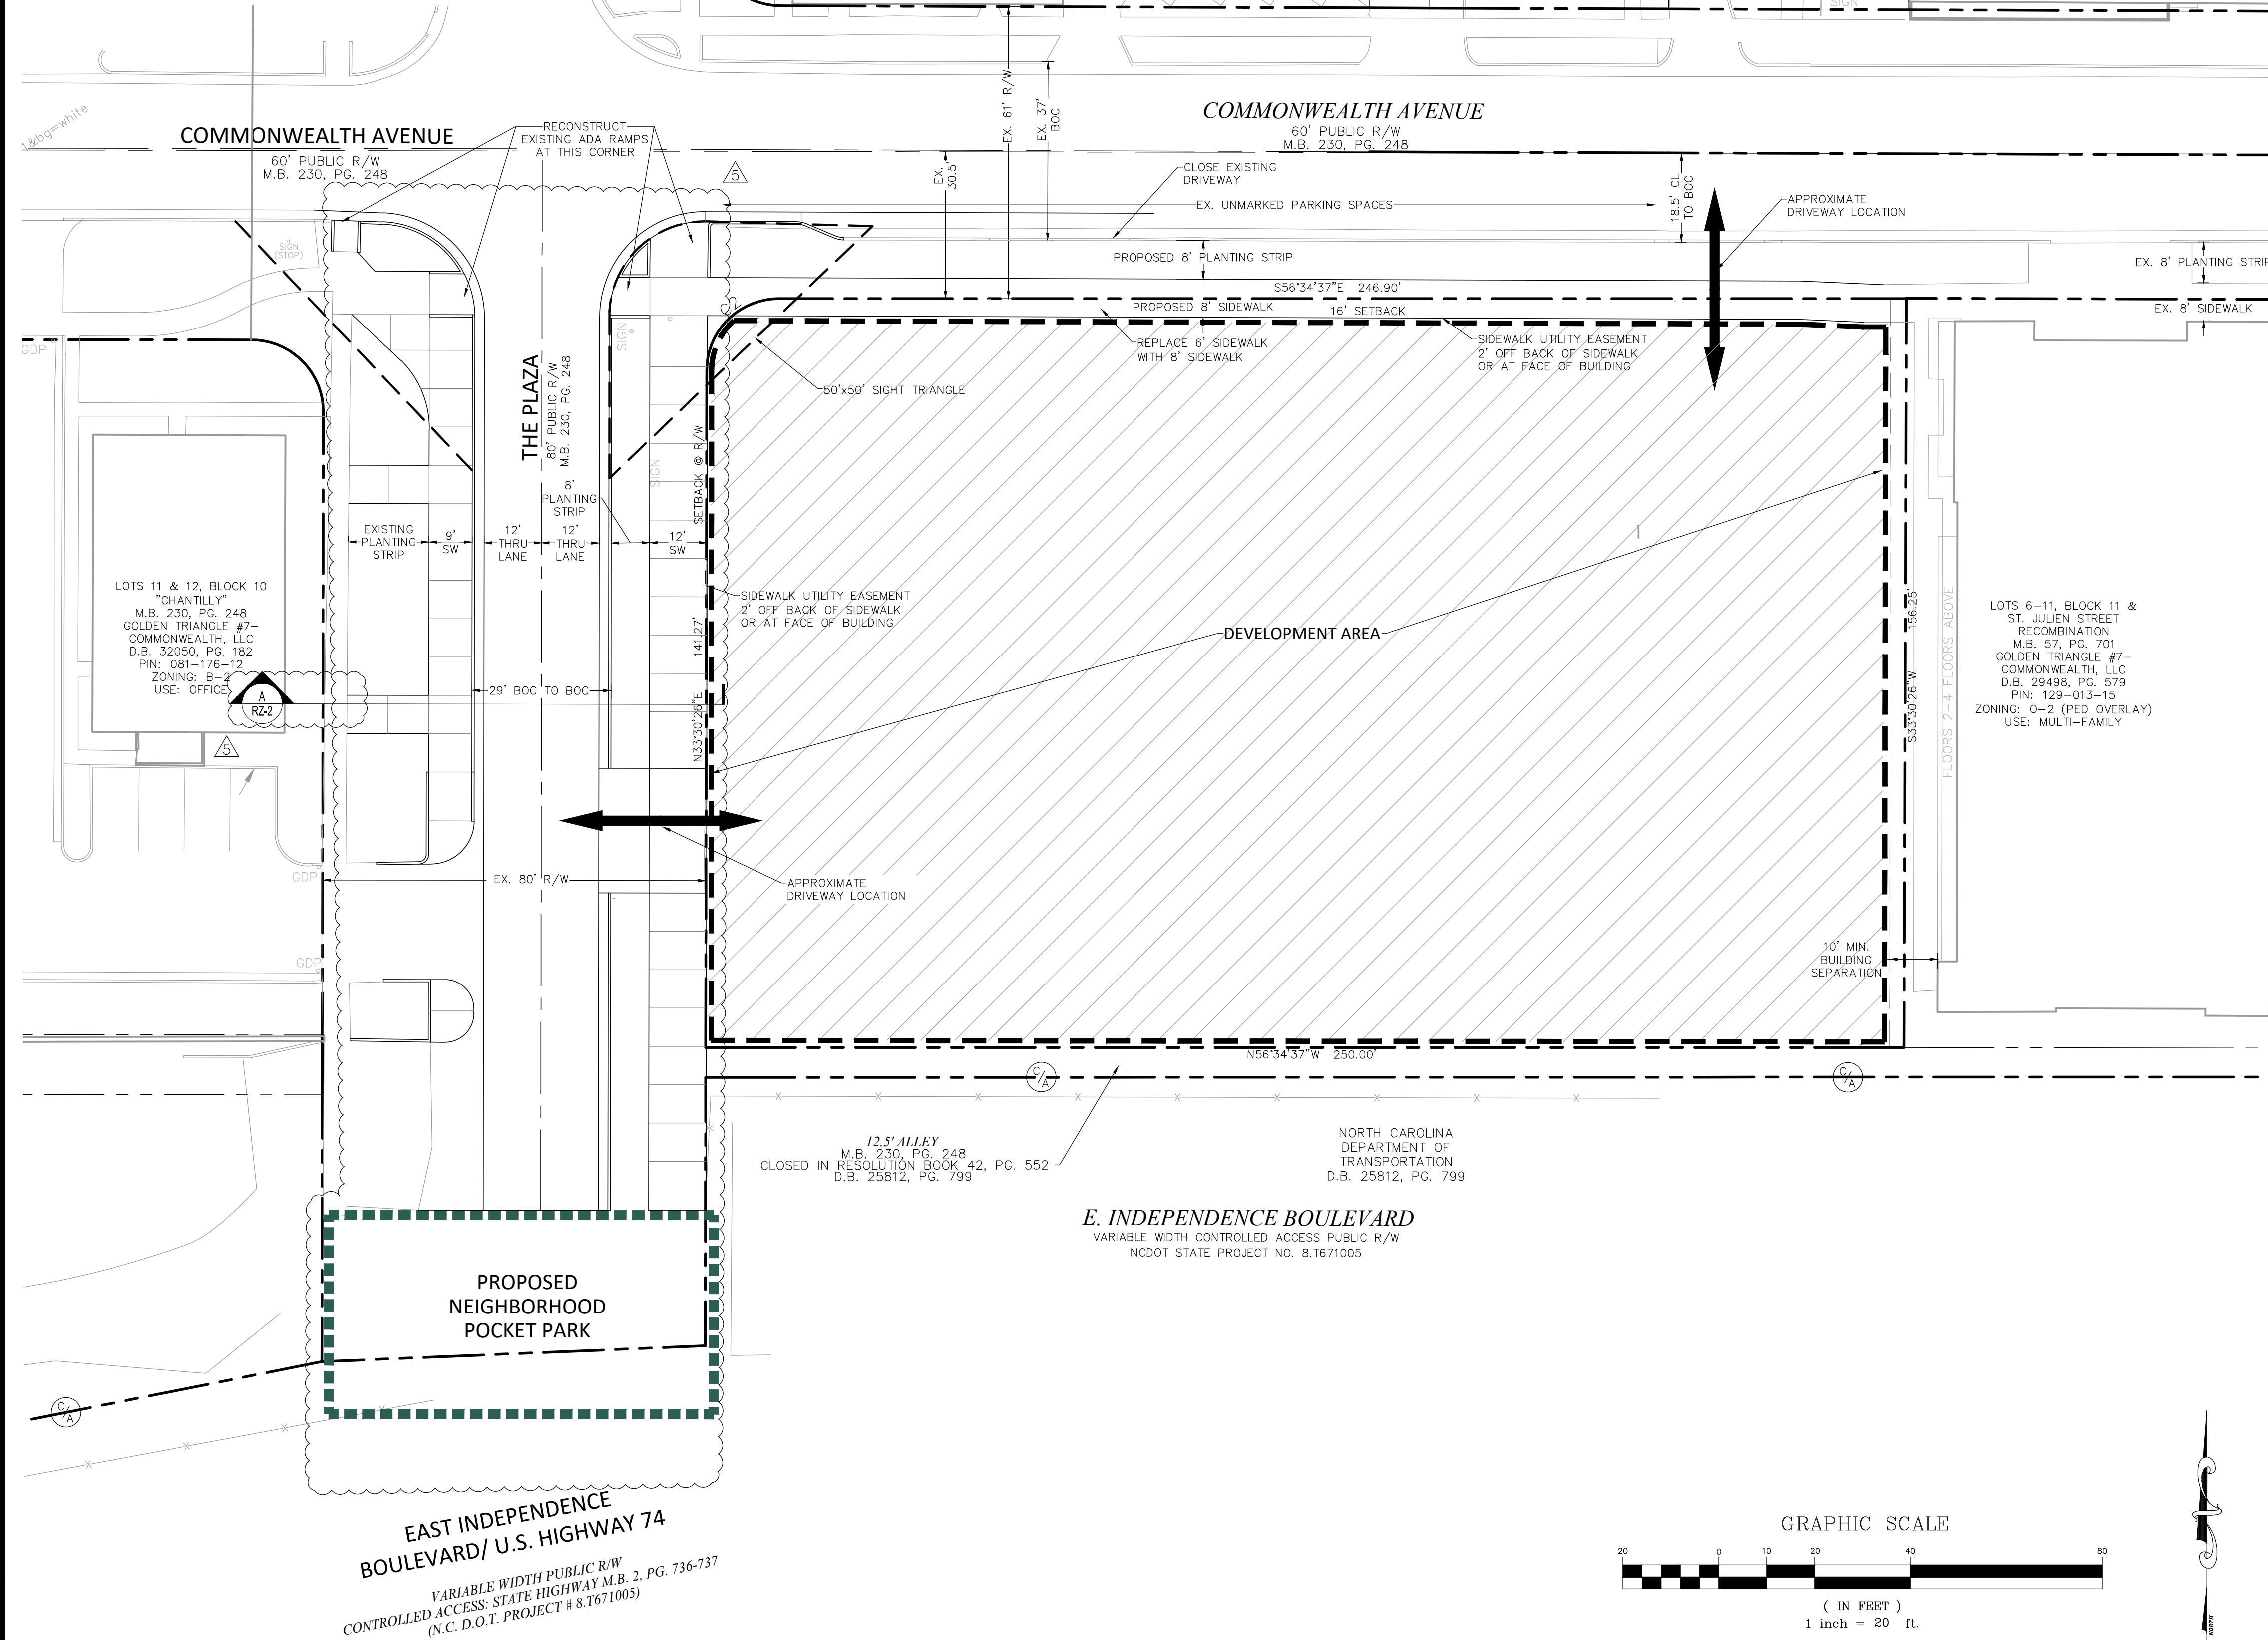 SIGN
1&bg=white
COMMONWEALTH AVENUE
60' PUBLIC R/W
M.B. 230, PG. 248
RECONSTRUCT
EXISTING ADA RAMPS
AT THIS CORNER
5
EX. 61' R/W
EX. 37'
BOC
EX.
30.5'
COMMONWEALTH AVENUE
60' PUBLIC R/W
M.B. 230, PG. 248
CLOSE EXISTING
DRIVEWAY
EX. UNMARKED PARKING SPACES
18.5' CL
TO BOC
APPROXIMATE
DRIVEWAY LOCATION
SIGN
(STOP)
PROPOSED 8' PLANTING STRIP
EX. 8' PLANTING STRIP
S56°34'37"E 246.90'
PROPOSED 8' SIDEWALK
16' SETBACK
EX. 8' SIDEWALK
C1
REPLACE 6' SIDEWALK
WITH 8' SIDEWALK
SIDEWALK UTILITY EASEMENT
2' OFF BACK OF SIDEWALK
OR AT FACE OF BUILDING
50'x50' SIGHT TRIANGLE
GDP
SIGN
THE PLAZA
80' PUBLIC R/W
M.B. 230, PG. 248
SIGN
SETBACK @ R/W
8'
PLANTING
STRIP
EXISTING
PLANTING
STRIP
9'
SW
12'
THRU
LANE
12'
THRU
LANE
12'
SW
LOTS 11 & 12, BLOCK 10
"CHANTILLY"
M.B. 230, PG. 248
GOLDEN TRIANGLE #7-
COMMONWEALTH, LLC
D.B. 32050, PG. 182
PIN: 081-176-12
ZONING: B-2
USE: OFFICE
A
RZ-2
5
SIDEWALK UTILITY EASEMENT
2' OFF BACK OF SIDEWALK
OR AT FACE OF BUILDING
N33°30'26"E 141.27'
29' BOC TO BOC
DEVELOPMENT AREA
S33°30'26"W 156.25'
FLOORS 2-4 FLOORS ABOVE
LOTS 6-11, BLOCK 11 &
ST. JULIEN STREET
RECOMBINATION
M.B. 57, PG. 701
GOLDEN TRIANGLE #7-
COMMONWEALTH, LLC
D.B. 29498, PG. 579
PIN: 129-013-15
ZONING: O-2 (PED OVERLAY)
USE: MULTI-FAMILY
GDP
EX. 80' R/W
APPROXIMATE
DRIVEWAY LOCATION
GDP
10' MIN.
BUILDING
SEPARATION
N56°34'37"W 250.00'
C/A
C/A
X X X X X X X X X
X
12.5' ALLEY
M.B. 230, PG. 248
CLOSED IN RESOLUTION BOOK 42, PG. 552
D.B. 25812, PG. 799
NORTH CAROLINA
DEPARTMENT OF
TRANSPORTATION
D.B. 25812, PG. 799
E. INDEPENDENCE BOULEVARD
VARIABLE WIDTH CONTROLLED ACCESS PUBLIC R/W
NCDOT STATE PROJECT NO. 8.T671005
PROPOSED
NEIGHBORHOOD
POCKET PARK
C/A
X X X X
EAST INDEPENDENCE
BOULEVARD/ U.S. HIGHWAY 74
VARIABLE WIDTH PUBLIC R/W
CONTROLLED ACCESS: STATE HIGHWAY M.B. 2, PG. 736-737
(N.C. D.O.T. PROJECT # 8.T671005)
GRAPHIC SCALE
20 0 10 20 40 80
( IN FEET )
1 inch = 20 ft.
NORTH